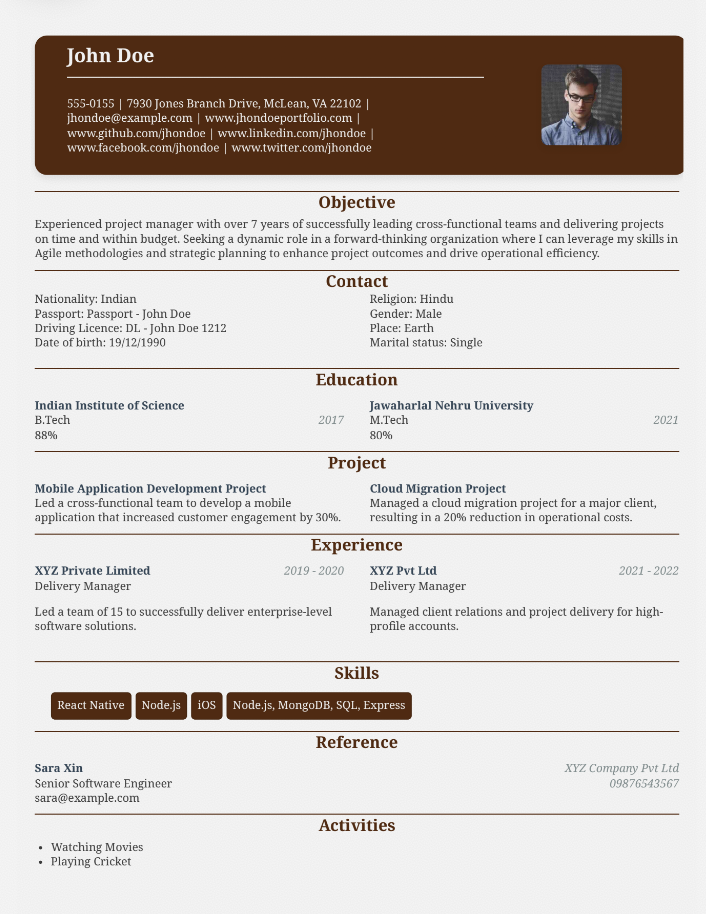 John Doe
555-0155 | 7930 Jones Branch Drive, McLean, VA 22102 |
jhondoe@example.com | www.jhondoeportfolio.com |
www.github.com/jhondoe | www.linkedin.com/jhondoe |
www.facebook.com/jhondoe | www.twitter.com/jhondoe
Objective
Experienced project manager with over 7 years of successfully leading cross-functional teams and delivering projects
on time and within budget. Seeking a dynamic role in a forward-thinking organization where I can leverage my skills in
Agile methodologies and strategic planning to enhance project outcomes and drive operational efficiency.
Contact
Nationality: Indian
Passport: Passport - John Doe
Driving Licence: DL - John Doe 1212
Date of birth: 19/12/1990
Religion: Hindu
Gender: Male
Place: Earth
Marital status: Single
Education
Indian Institute of Science
B.Tech 2017
88%
Jawaharlal Nehru University
M.Tech 2021
80%
Project
Mobile Application Development Project
Led a cross-functional team to develop a mobile
application that increased customer engagement by 30%.
Cloud Migration Project
Managed a cloud migration project for a major client,
resulting in a 20% reduction in operational costs.
Experience
XYZ Private Limited 2019 - 2020
Delivery Manager
Led a team of 15 to successfully deliver enterprise-level
software solutions.
XYZ Pvt Ltd 2021 - 2022
Delivery Manager
Managed client relations and project delivery for high-
profile accounts.
Skills
React Native Node.js iOS Node.js, MongoDB, SQL, Express
Reference
Sara Xin XYZ Company Pvt Ltd
Senior Software Engineer 09876543567
sara@example.com
Activities
• Watching Movies
• Playing Cricket